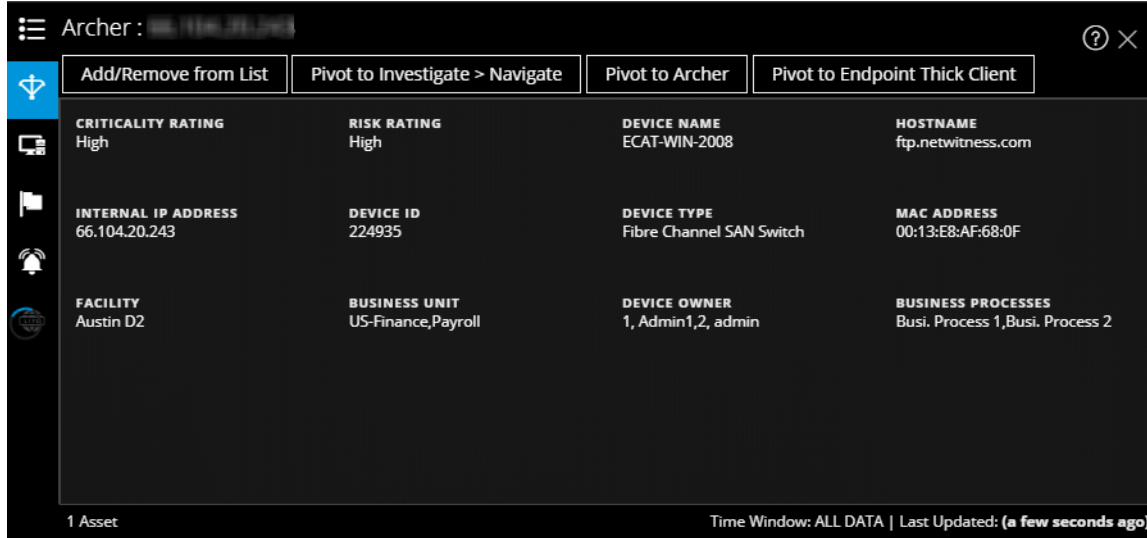 Archer :
Add/Remove from List
Pivot to Investigate > Navigate
Pivot to Archer
Pivot to Endpoint Thick Client
CRITICALITY RATING
High
RISK RATING
High
DEVICE NAME
ECAT-WIN-2008
HOSTNAME
ftp.netwitness.com
INTERNAL IP ADDRESS
66.104.20.243
DEVICE ID
224935
DEVICE TYPE
Fibre Channel SAN Switch
MAC ADDRESS
00:13:E8:AF:68:0F
FACILITY
Austin D2
BUSINESS UNIT
US-Finance,Payroll
DEVICE OWNER
1, Admin1,2, admin
BUSINESS PROCESSES
Busi. Process 1,Busi. Process 2
1 Asset
Time Window: ALL DATA | Last Updated: (a few seconds ago)